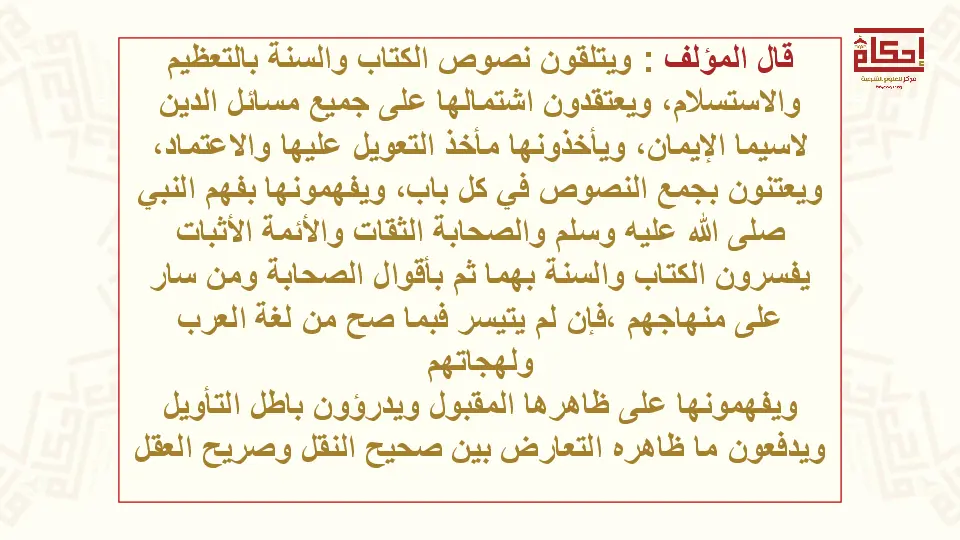 إحكام
مركز للعلوم الشرعية
قال المؤلف : ويتلقون نصوص الكتاب والسنة بالتعظيم
والاستسلام، ويعتقدون اشتمالها على جميع مسائل الدين
لاسيما الإيمان، ويأخذونها مأخذ التعويل عليها والاعتماد،
ويعتنون بجمع النصوص في كل باب، ويفهمونها بفهم النبي
صلى الله عليه وسلم والصحابة الثقات والأئمة الأثبات
يفسرون الكتاب والسنة بهما ثم بأقوال الصحابة ومن سار
على منهاجهم ،فإن لم يتيسر فبما صح من لغة العرب
ولهجاتهم
ويفهمونها على ظاهرها المقبول ويدرؤون باطل التأويل
ويدفعون ما ظاهره التعارض بين صحيح النقل وصريح العقل